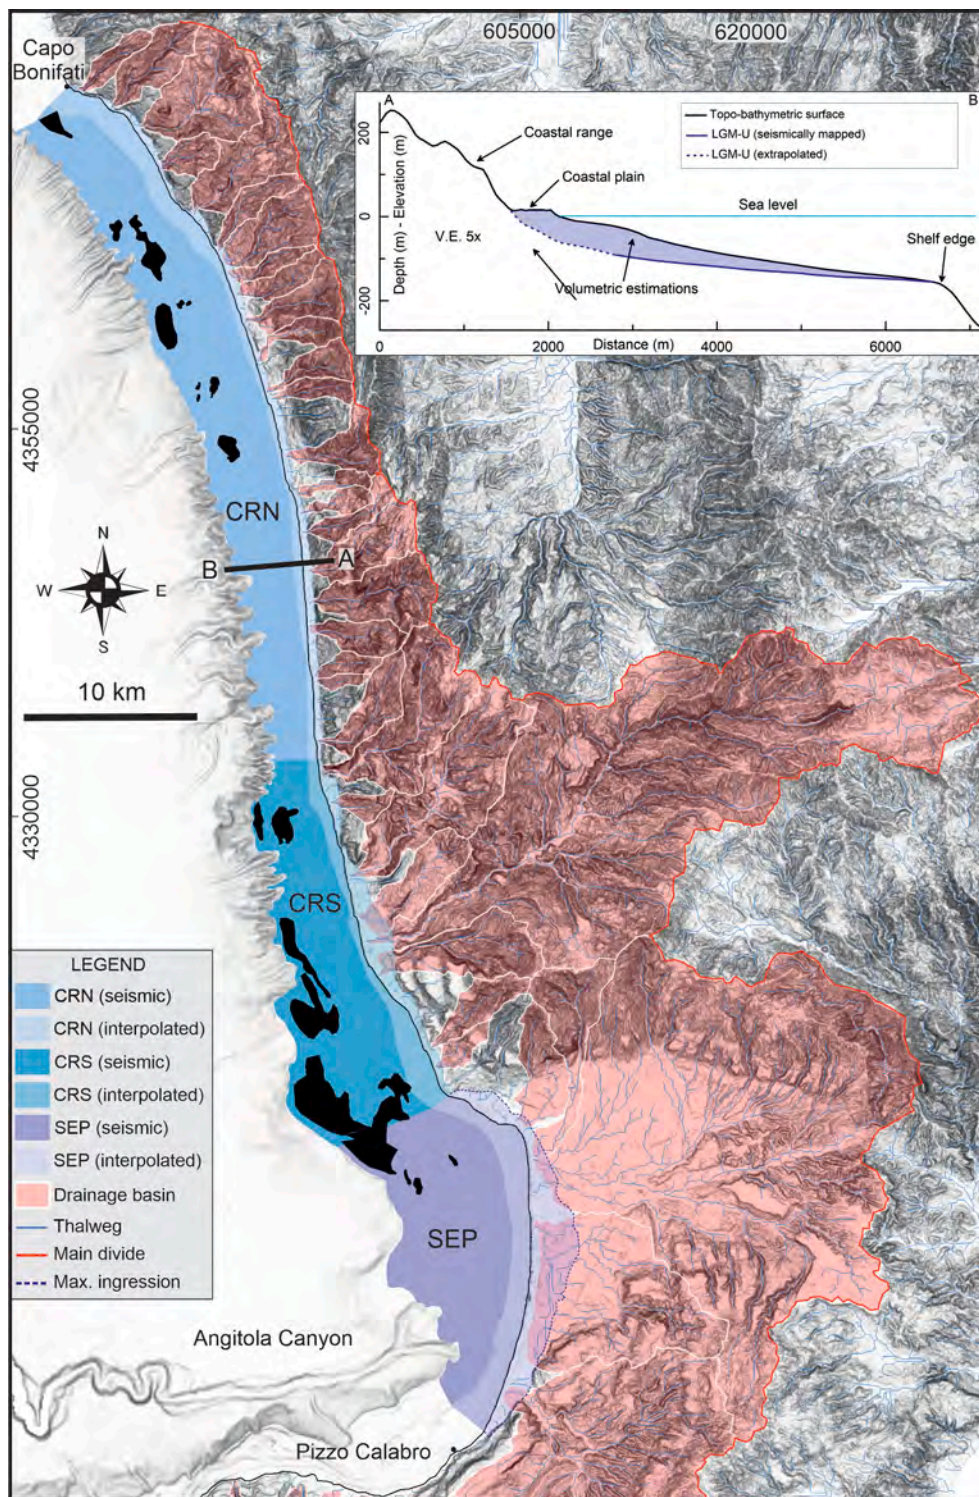 605000 620000
Capo
Bonifati
A B
Topo-bathymetric surface
LGM-U (seismically mapped)
LGM-U (extrapolated)
Coastal range
Coastal plain
Sea level
Shelf edge
V.E. 5x
Volumetric estimations
Depth (m) - Elevation (m)
200
0
-200
0 2000 4000 6000
Distance (m)
4355000
CRN
B A
N
W E
S
10 km
4330000
CRS
LEGEND
CRN (seismic)
CRN (interpolated)
CRS (seismic)
CRS (interpolated)
SEP (seismic)
SEP (interpolated)
Drainage basin
Thalweg
Main divide
Max. ingression
SEP
Angitola Canyon
Pizzo Calabro